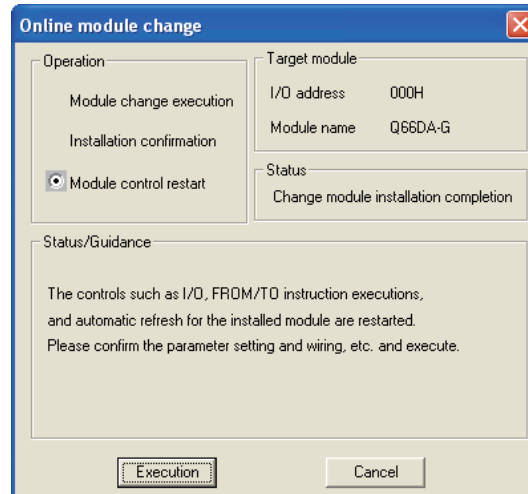 Online module change
Operation
Module change execution
Installation confirmation
Module control restart
Target module
I/O address 000H
Module name Q66DA-G
Status
Change module installation completion
Status/Guidance
The controls such as I/O, FROM/TO instruction executions,
and automatic refresh for the installed module are restarted.
Please confirm the parameter setting and wiring, etc. and execute.
Execution
Cancel